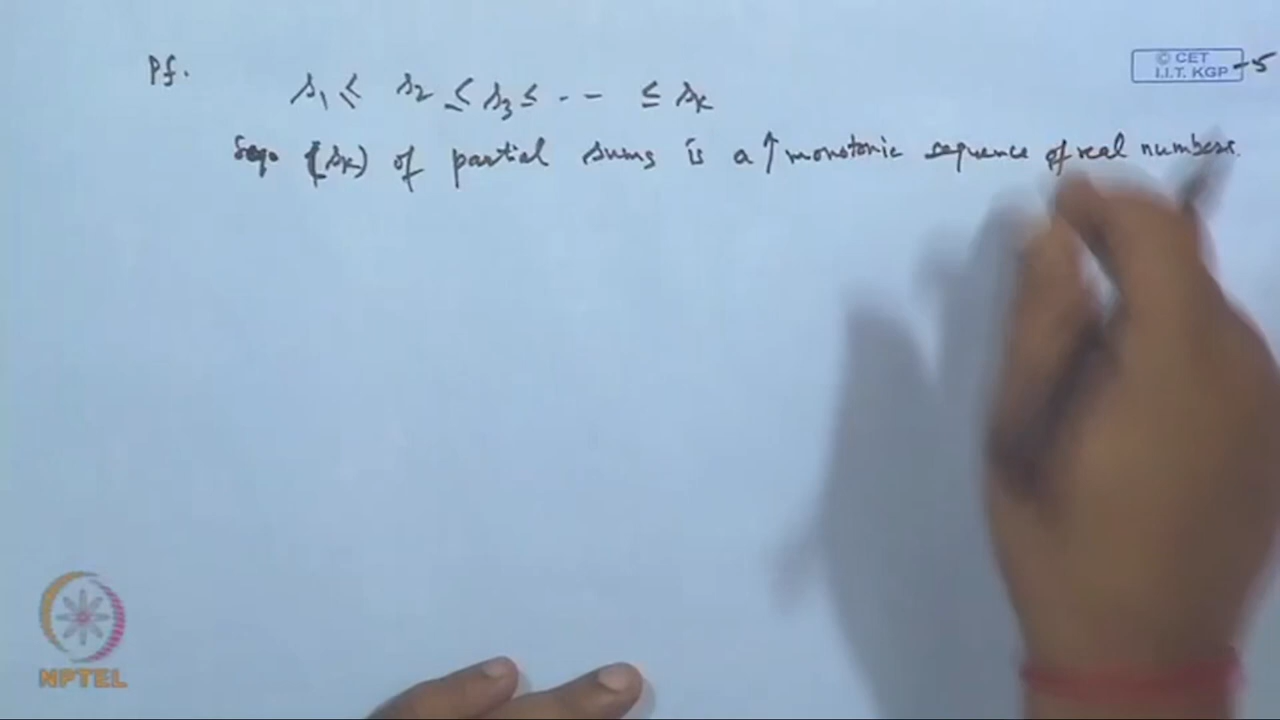 Pf.
© CET
I.I.T. KGP -5
s₁ ≤ s₂ ≤ s₃ ≤ . - - ≤ sₖ
Seqn (sₖ) of partial sums is a ↑ monotonic sequence of real numbers.
NPTEL